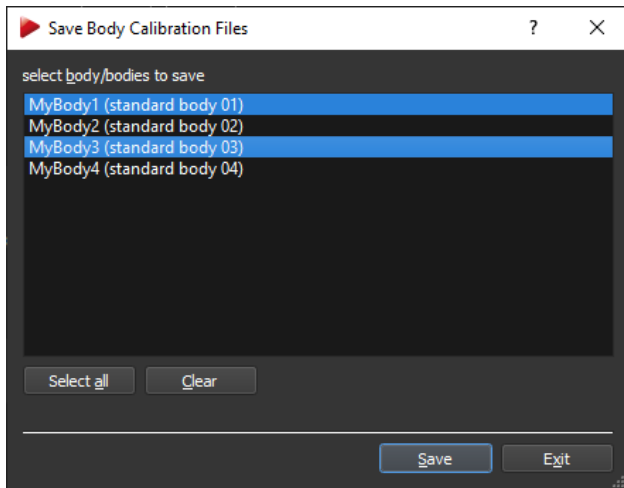 Save Body Calibration Files
?
select body/bodies to save
MyBody1 (standard body 01)
MyBody2 (standard body 02)
MyBody3 (standard body 03)
MyBody4 (standard body 04)
Select all
Clear
Save
Exit